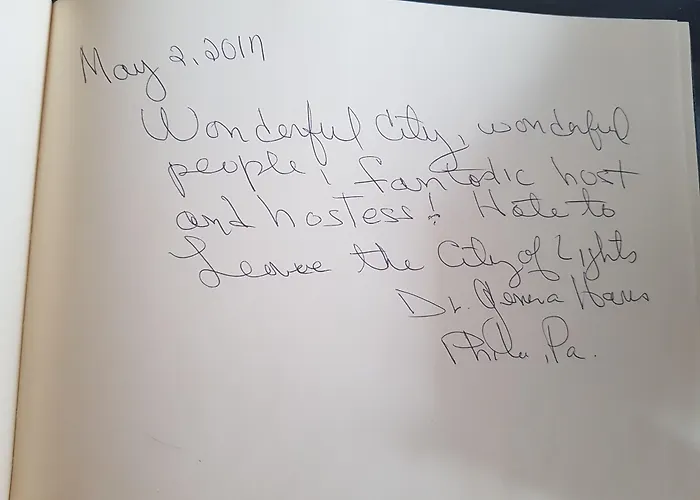 May 2, 2017
Wonderful City, wonderful
people! fantastic host
and hostess! Hate to
Leave the City of Lights
Dr.
Phila, Pa.